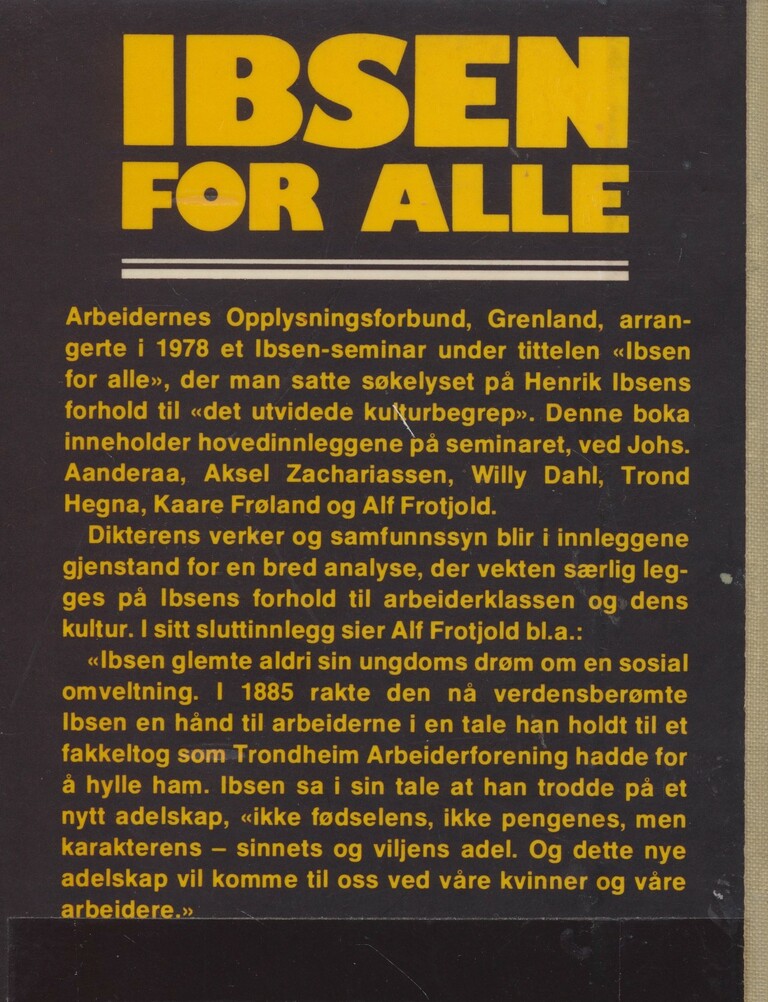 IBSEN
FOR ALLE
Arbeidernes Opplysningsforbund, Grenland, arran-
gerte i 1978 et Ibsen-seminar under tittelen «Ibsen
for alle», der man satte søkelyset på Henrik Ibsens
forhold til «det utvidede kulturbegrep». Denne boka
inneholder hovedinnleggene på seminaret, ved Johs.
Aanderaa, Aksel Zachariassen, Willy Dahl, Trond
Hegna, Kaare Frøland og Alf Frotjold.
Dikterens verker og samfunnssyn blir i innleggene
gjenstand for en bred analyse, der vekten særlig leg-
ges på Ibsens forhold til arbeiderklassen og dens
kultur. I sitt sluttinnlegg sier Alf Frotjold bl.a.:
«Ibsen glemte aldri sin ungdoms drøm om en sosial
omveltning. I 1885 rakte den nå verdensberømte
Ibsen en hånd til arbeiderne i en tale han holdt til et
fakkeltog som Trondheim Arbeiderforening hadde for
å hylle ham. Ibsen sa i sin tale at han trodde på et
nytt adelskap, «ikke fødselens, ikke pengenes, men
karakterens – sinnets og viljens adel. Og dette nye
adelskap vil komme til oss ved våre kvinner og våre
arbeidere.»